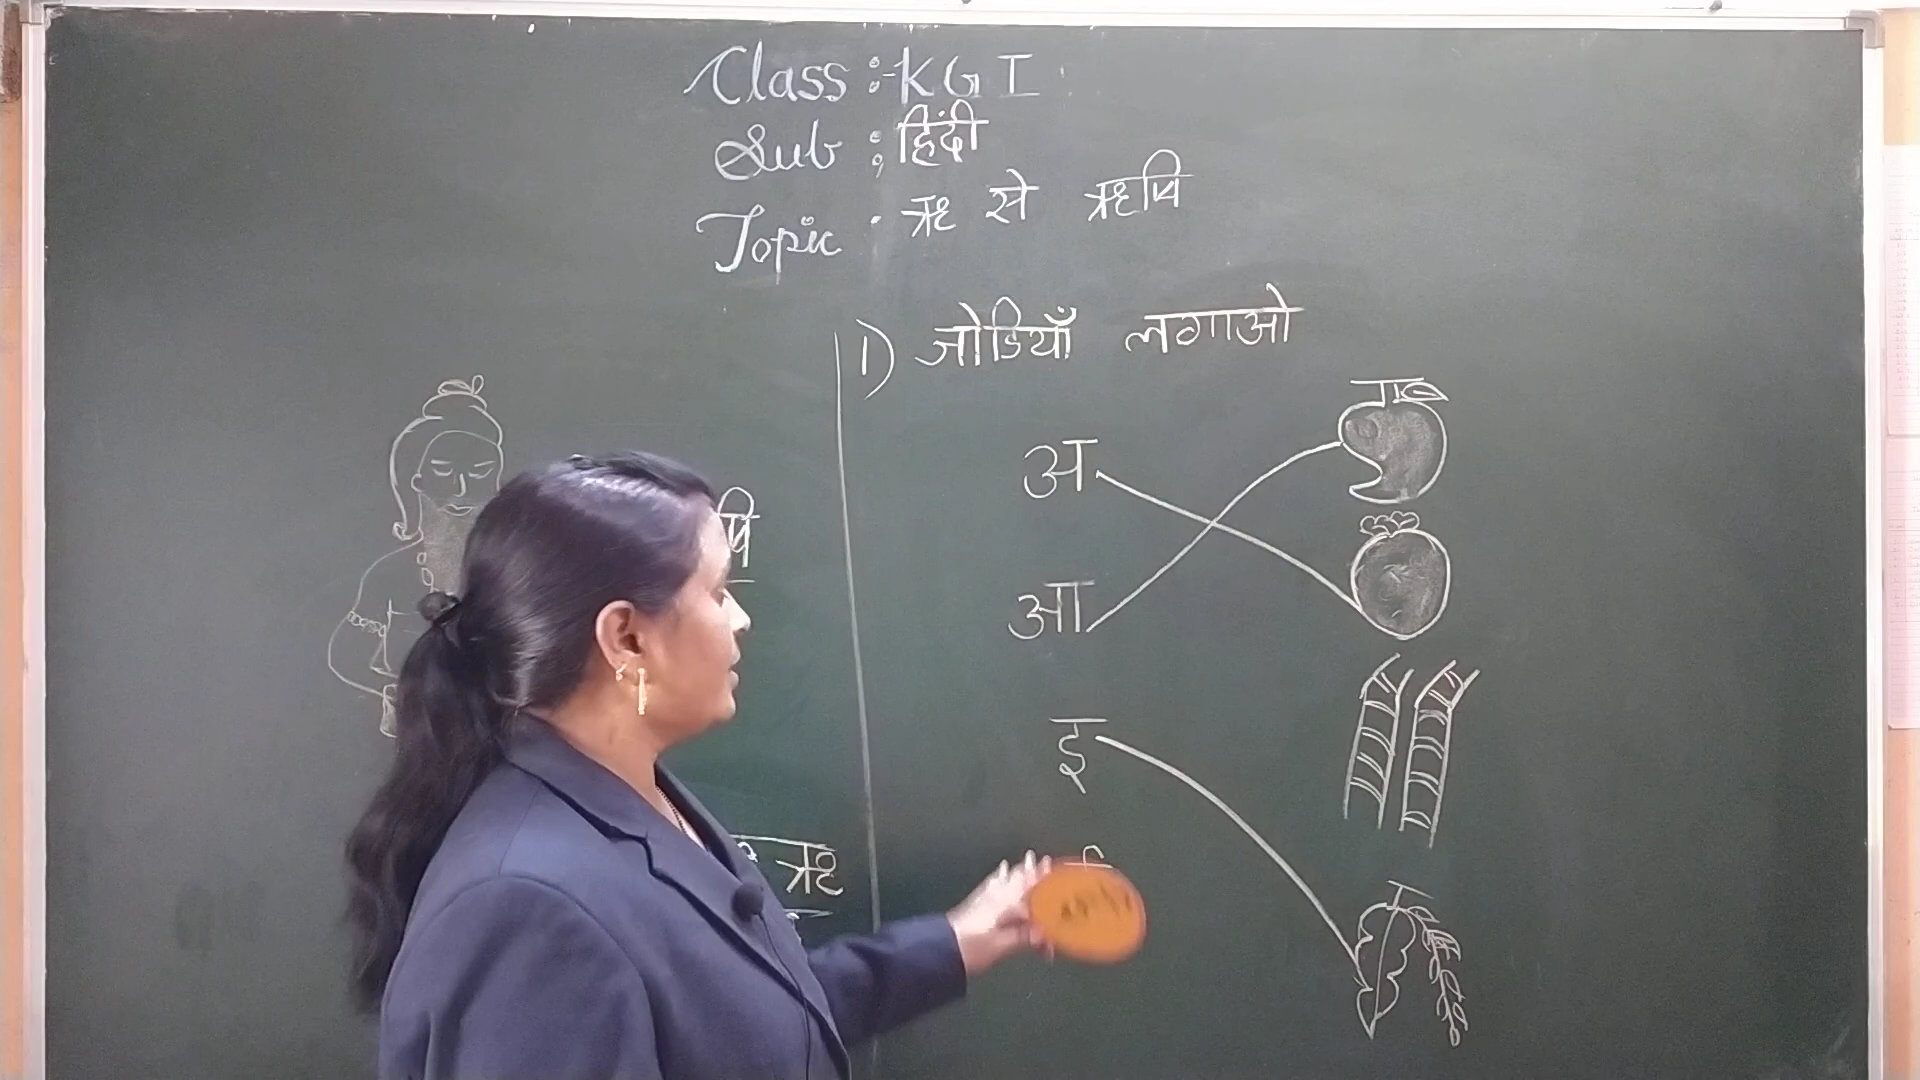 Class :- KG I
Sub : हिंदी
Topic : ऋ से ऋषि
1) जोडियाँ लगाओ
अ
आ
इ
ऋ